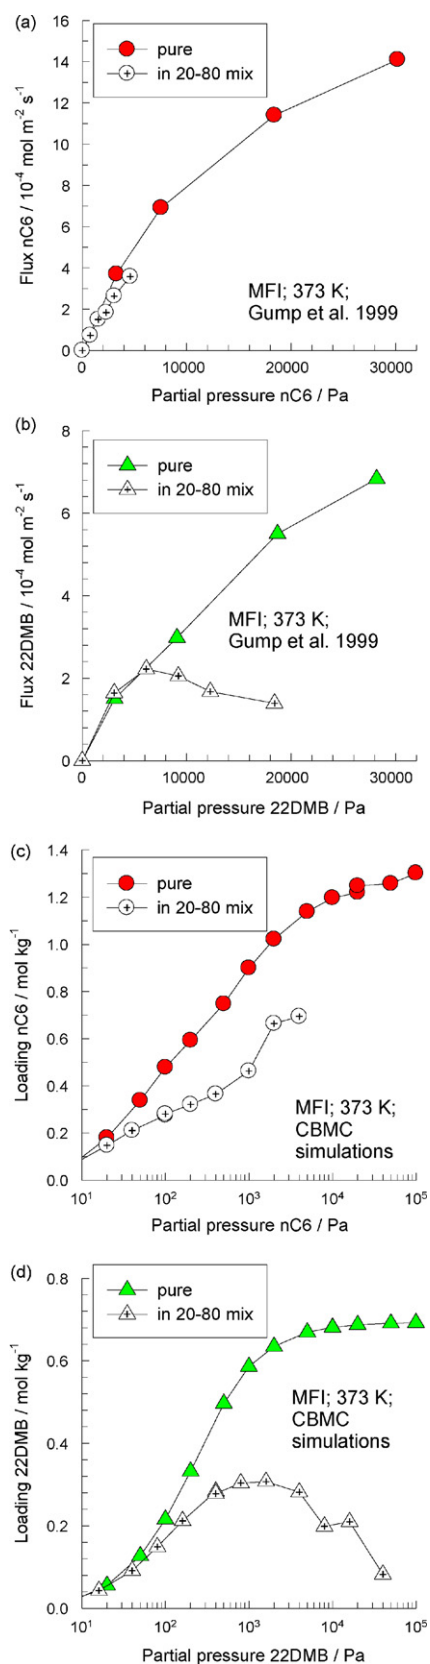 (a)
16
14
12
10
8
6
4
2
0
Flux nC6 / 10⁻⁴ mol m⁻² s⁻¹
pure
in 20-80 mix
MFI; 373 K;
Gump et al. 1999
0 10000 20000 30000
Partial pressure nC6 / Pa
(b)
8
6
4
2
0
Flux 22DMB / 10⁻⁴ mol m⁻² s⁻¹
pure
in 20-80 mix
MFI; 373 K;
Gump et al. 1999
0 10000 20000 30000
Partial pressure 22DMB / Pa
(c)
1.4
1.2
1.0
0.8
0.6
0.4
0.2
0.0
Loading nC6 / mol kg⁻¹
pure
in 20-80 mix
MFI; 373 K;
CBMC
simulations
10¹ 10² 10³ 10⁴ 10⁵
Partial pressure nC6 / Pa
(d)
0.8
0.6
0.4
0.2
0.0
Loading 22DMB / mol kg⁻¹
pure
in 20-80 mix
MFI; 373 K;
CBMC
simulations
10¹ 10² 10³ 10⁴ 10⁵
Partial pressure 22DMB / Pa